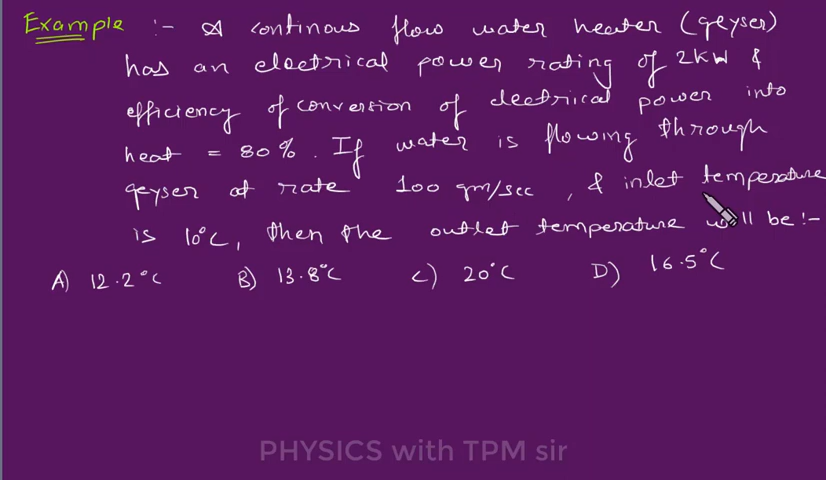 Example :- A continous flow water heater (geyser)
has an electrical power rating of 2kW &
efficiency of conversion of electrical power into
heat = 80%. If water is flowing through
geyser at rate 100 gm/sec, & inlet temperature
is 10°C, then the outlet temperature will be :-
A) 12.2°C B) 13.8°C C) 20°C D) 16.5°C
PHYSICS with TPM sir